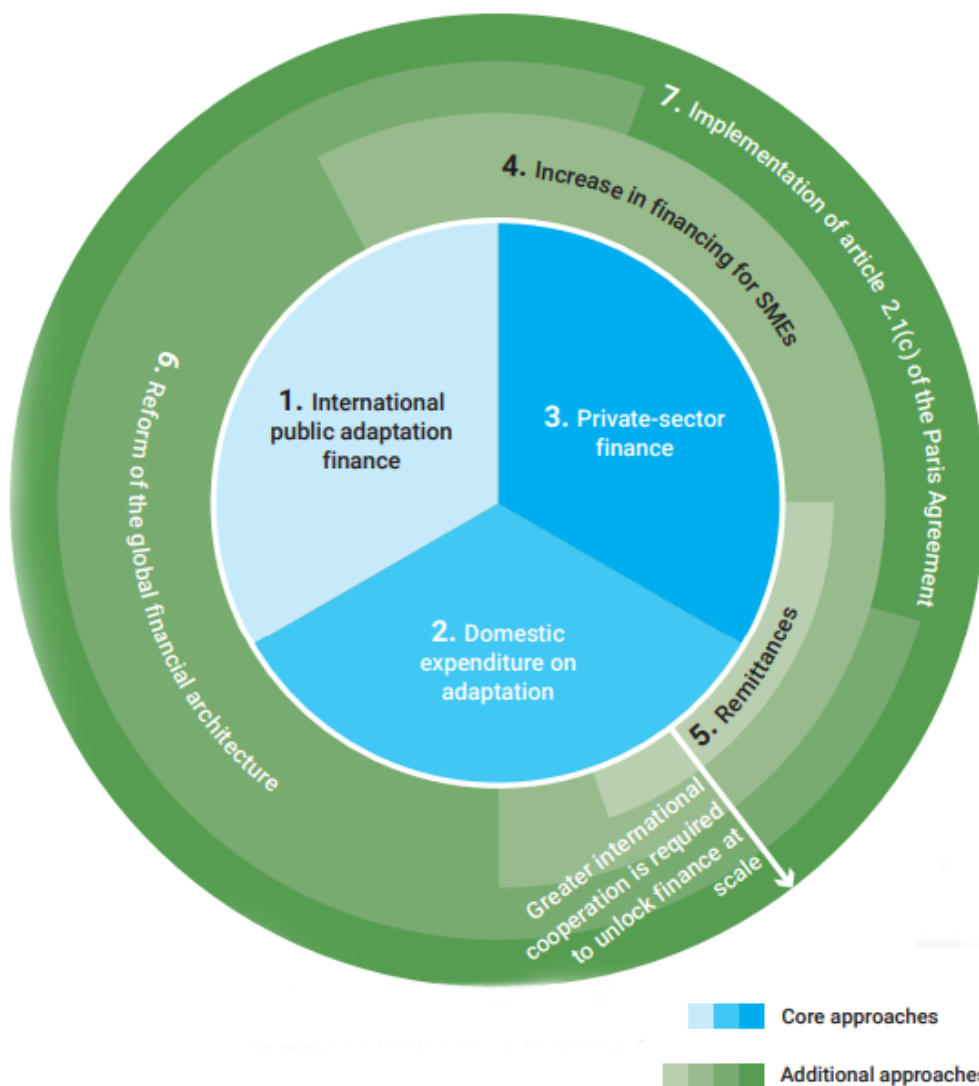 7. Implementation of article 2.1(c) of the Paris Agreement
4. Increase in financing for SMEs
6. Reform of the global financial architecture
1. International
public adaptation
finance
3. Private-sector
finance
2. Domestic
expenditure on
adaptation
5. Remittances
Greater international
cooperation is required
to unlock finance at
scale
Core approaches
Additional approaches